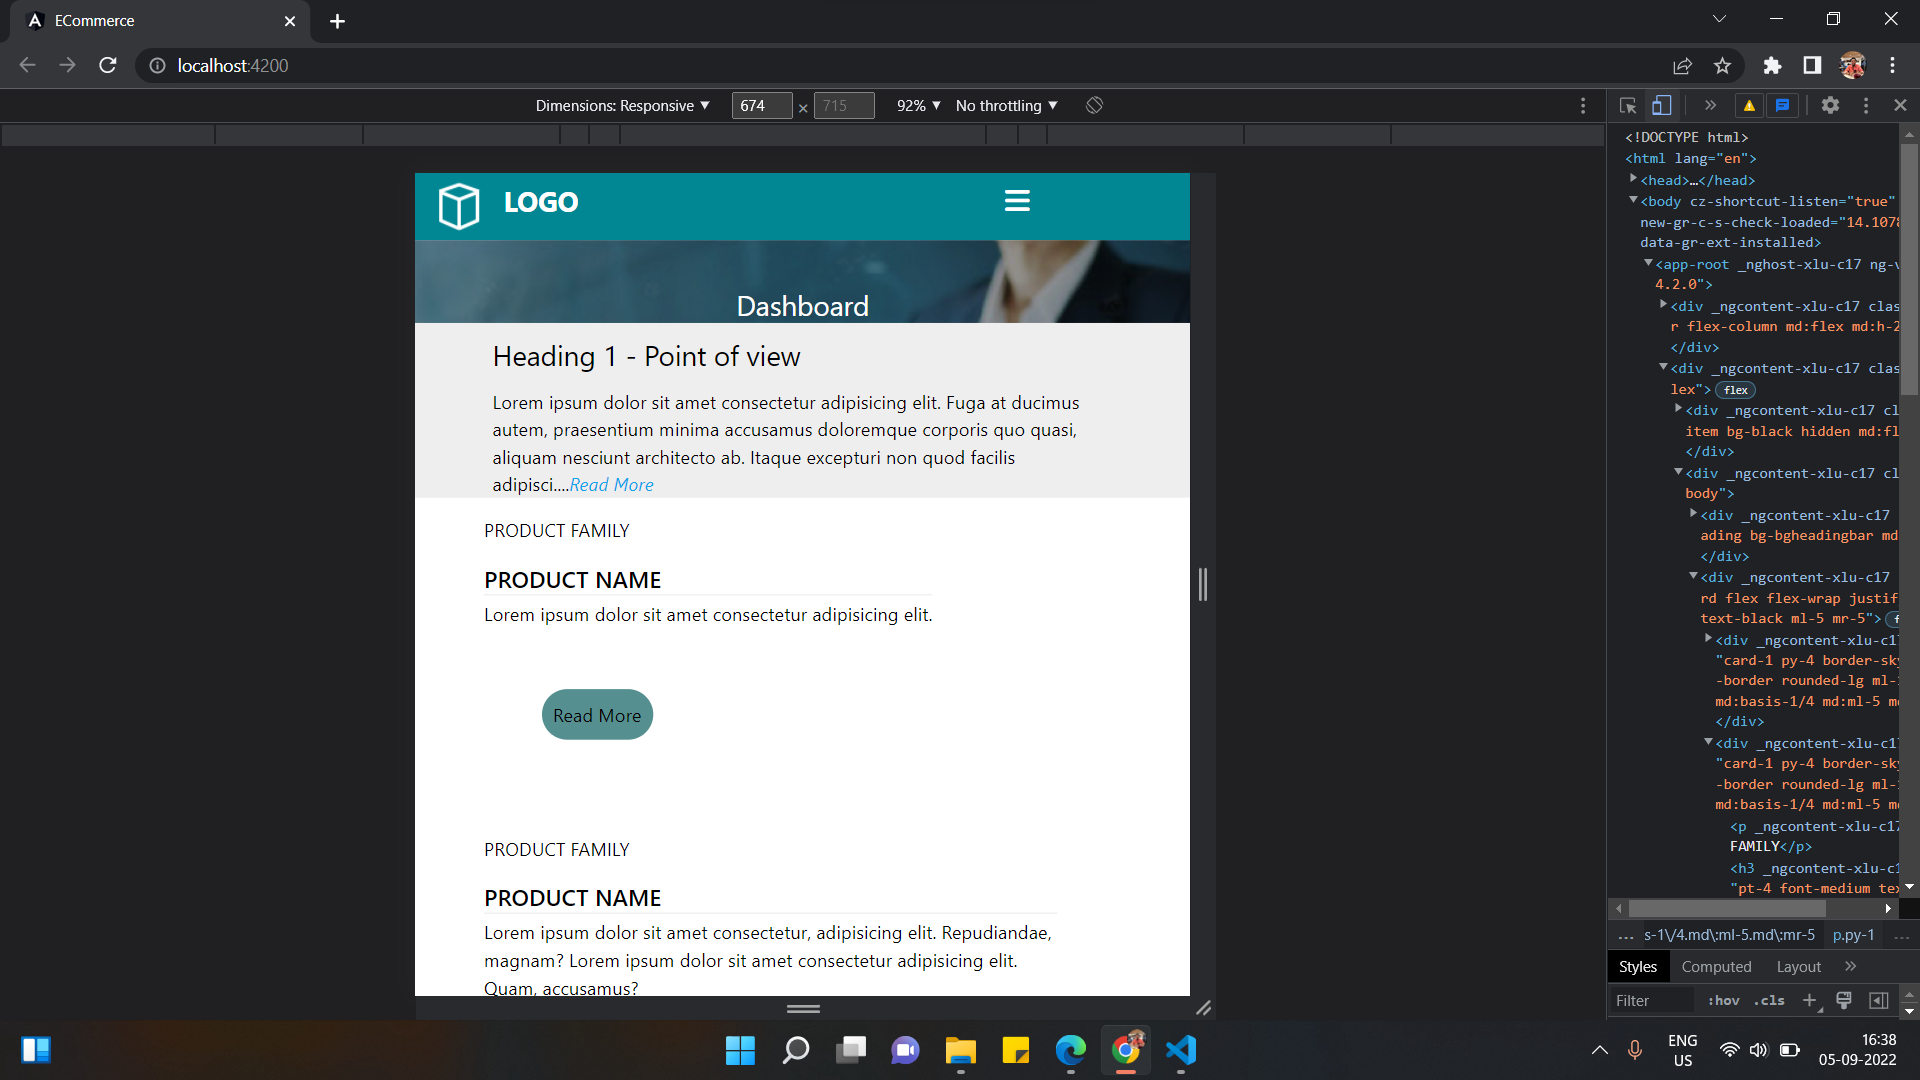 ECommerce
localhost:4200
Dimensions: Responsive 674 × 715 92% No throttling
LOGO
Dashboard
Heading 1 - Point of view
Lorem ipsum dolor sit amet consectetur adipisicing elit. Fuga at ducimus
autem, praesentium minima accusamus doloremque corporis quo quasi,
aliquam nesciunt architecto ab. Itaque excepturi non quod facilis
adipisci....Read More
PRODUCT FAMILY
PRODUCT NAME
Lorem ipsum dolor sit amet consectetur adipisicing elit.
Read More
PRODUCT FAMILY
PRODUCT NAME
Lorem ipsum dolor sit amet consectetur, adipisicing elit. Repudiandae,
magnam? Lorem ipsum dolor sit amet consectetur adipisicing elit.
Quam, accusamus?
<!DOCTYPE html>
<html lang="en">
<head>…</head>
<body cz-shortcut-listen="true"
new-gr-c-s-check-loaded="14.1078
data-gr-ext-installed>
<app-root _nghost-xlu-c17 ng-v
4.2.0">
<div _ngcontent-xlu-c17 clas
r flex-column md:flex md:h-2
</div>
<div _ngcontent-xlu-c17 clas
lex"> flex
<div _ngcontent-xlu-c17 cl
item bg-black hidden md:fl
</div>
<div _ngcontent-xlu-c17 cl
body">
<div _ngcontent-xlu-c17
ading bg-bgheadingbar md
</div>
<div _ngcontent-xlu-c17
rd flex flex-wrap justif
text-black ml-5 mr-5"> f
<div _ngcontent-xlu-c17
"card-1 py-4 border-sky
-border rounded-lg ml-
md:basis-1/4 md:ml-5 m
</div>
<div _ngcontent-xlu-c17
"card-1 py-4 border-sky
-border rounded-lg ml-
md:basis-1/4 md:ml-5 m
<p _ngcontent-xlu-c17
FAMILY</p>
<h3 _ngcontent-xlu-c1
"pt-4 font-medium tex
... s-1\/4.md\:ml-5.md\:mr-5 p.py-1 ...
Styles Computed Layout
Filter :hov .cls
ENG
US
16:38
05-09-2022